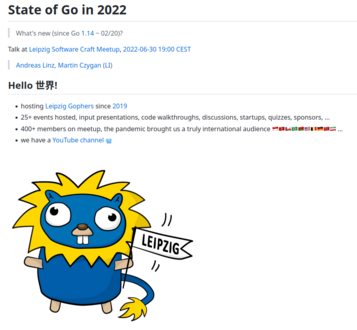 State of Go in 2022
What's new (since Go 1.14 ~ 02/20)?
Talk at Leipzig Software Craft Meetup, 2022-06-30 19:00 CEST
Andreas Linz, Martin Czygan (LI)
Hello 世界!
hosting Leipzig Gophers since 2019
25+ events hosted, input presentations, code walkthroughs, discussions, startups, quizzes, sponsors, ...
400+ members on meetup, the pandemic brought us a truly international audience ...
we have a YouTube channel
LEIPZIG